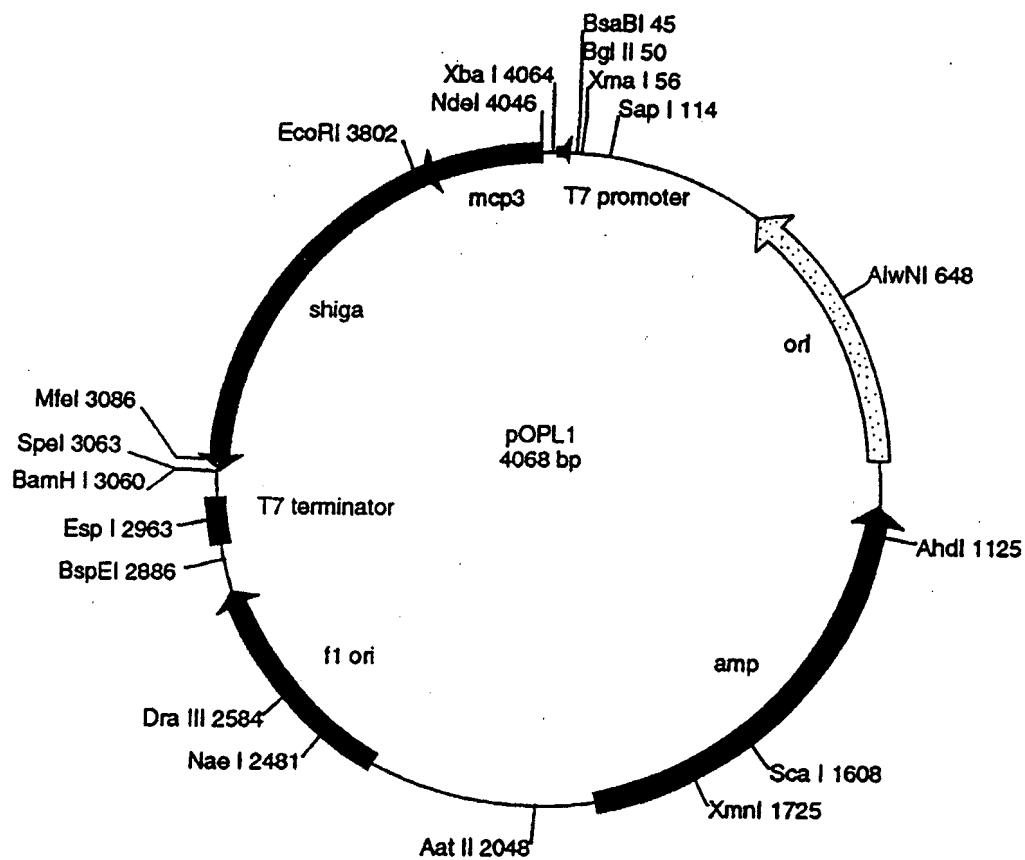 BsaBI 45
Bgl II 50
Xma I 56
Sap I 114
Xba I 4064
NdeI 4046
EcoRI 3802
mcp3
T7 promoter
AlwNI 648
shiga
ori
MfeI 3086
SpeI 3063
BamH I 3060
pOPL1
4068 bp
T7 terminator
Esp I 2963
BspEI 2886
AhdI 1125
f1 ori
amp
Dra III 2584
Nae I 2481
Sca I 1608
XmnI 1725
Aat II 2048